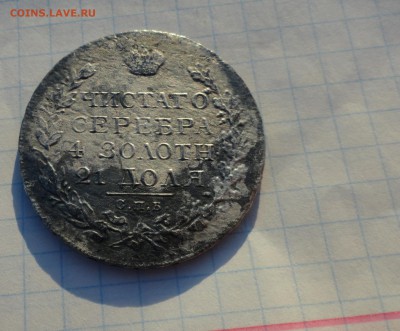 COINS.LAVE.RU
ЧИСТАГО
СЕРЕБРА
4 ЗОЛОТН
21 ДОЛЯ
С.П.Б